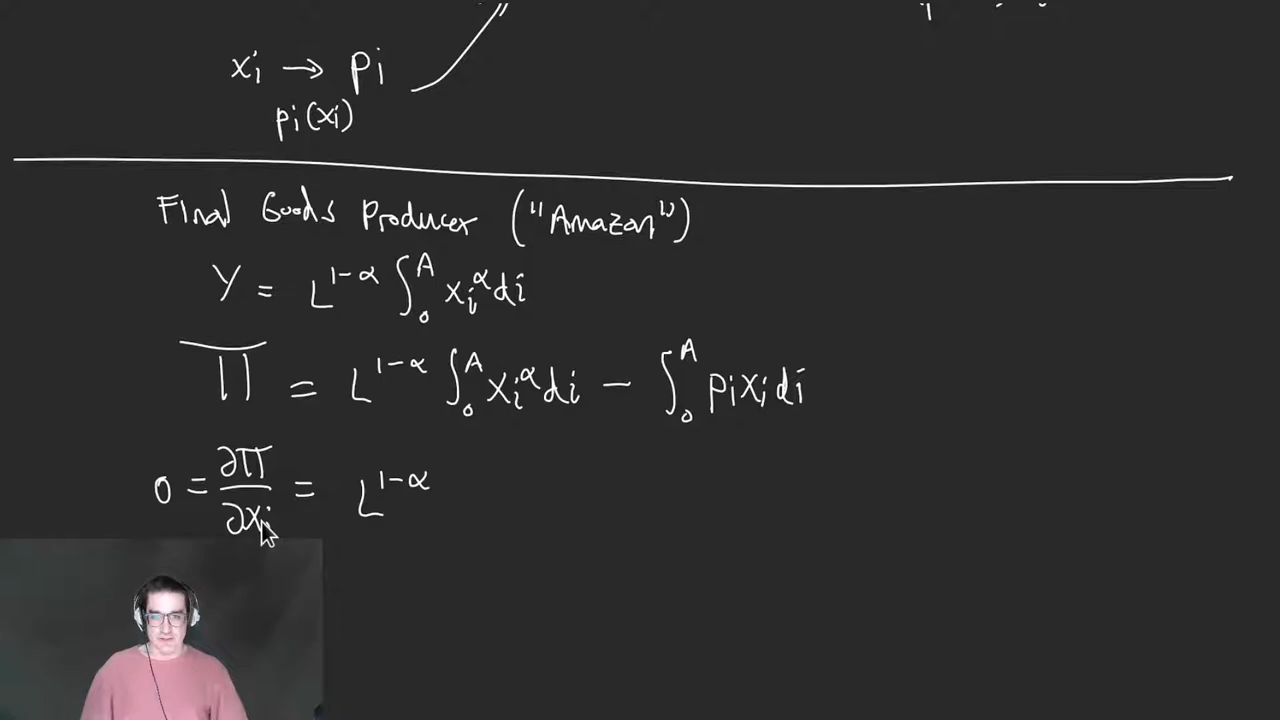 xi → pi
pi(xi)
Final Goods Producer ("Amazon")
Y = L^{1-α} ∫_0^A xi^α di
Π = L^{1-α} ∫_0^A xi^α di − ∫_0^A pi xi di
0 = ∂Π/∂xi = L^{1-α}